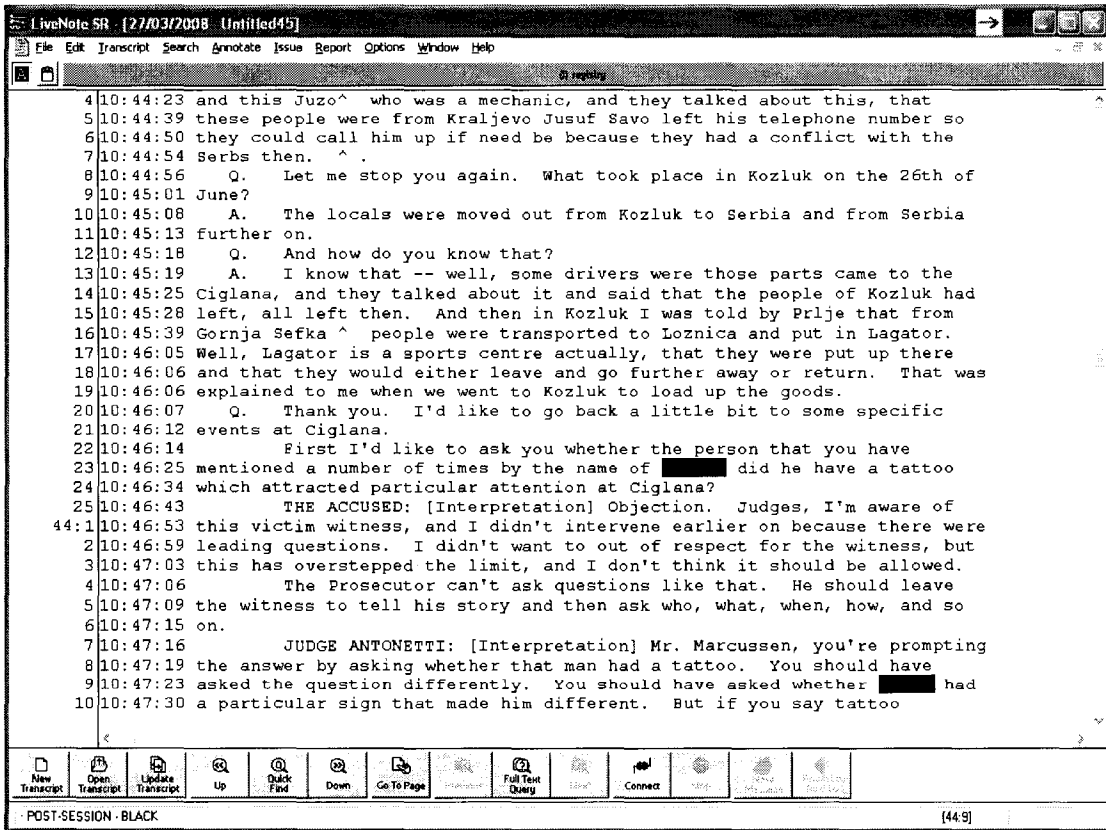 LiveNote SR - [27/03/2008 Untitled45]
File Edit Transcript Search Annotate Issue Report Options Window Help
registry
4 10:44:23 and this Juzo^ who was a mechanic, and they talked about this, that
5 10:44:39 these people were from Kraljevo Jusuf Savo left his telephone number so
6 10:44:50 they could call him up if need be because they had a conflict with the
7 10:44:54 Serbs then. ^ .
8 10:44:56 Q. Let me stop you again. What took place in Kozluk on the 26th of
9 10:45:01 June?
10 10:45:08 A. The locals were moved out from Kozluk to Serbia and from Serbia
11 10:45:13 further on.
12 10:45:18 Q. And how do you know that?
13 10:45:19 A. I know that -- well, some drivers were those parts came to the
14 10:45:25 Ciglana, and they talked about it and said that the people of Kozluk had
15 10:45:28 left, all left then. And then in Kozluk I was told by Prlje that from
16 10:45:39 Gornja Sefka ^ people were transported to Loznica and put in Lagator.
17 10:46:05 Well, Lagator is a sports centre actually, that they were put up there
18 10:46:06 and that they would either leave and go further away or return. That was
19 10:46:06 explained to me when we went to Kozluk to load up the goods.
20 10:46:07 Q. Thank you. I'd like to go back a little bit to some specific
21 10:46:12 events at Ciglana.
22 10:46:14 First I'd like to ask you whether the person that you have
23 10:46:25 mentioned a number of times by the name of did he have a tattoo
24 10:46:34 which attracted particular attention at Ciglana?
25 10:46:43 THE ACCUSED: [Interpretation] Objection. Judges, I'm aware of
44:1 10:46:53 this victim witness, and I didn't intervene earlier on because there were
2 10:46:59 leading questions. I didn't want to out of respect for the witness, but
3 10:47:03 this has overstepped the limit, and I don't think it should be allowed.
4 10:47:06 The Prosecutor can't ask questions like that. He should leave
5 10:47:09 the witness to tell his story and then ask who, what, when, how, and so
6 10:47:15 on.
7 10:47:16 JUDGE ANTONETTI: [Interpretation] Mr. Marcussen, you're prompting
8 10:47:19 the answer by asking whether that man had a tattoo. You should have
9 10:47:23 asked the question differently. You should have asked whether had
10 10:47:30 a particular sign that made him different. But if you say tattoo
New Transcript Open Transcript Update Transcript Up Quick Find Down Go To Page Full Text Query Connect
- POST-SESSION - BLACK [44:9]